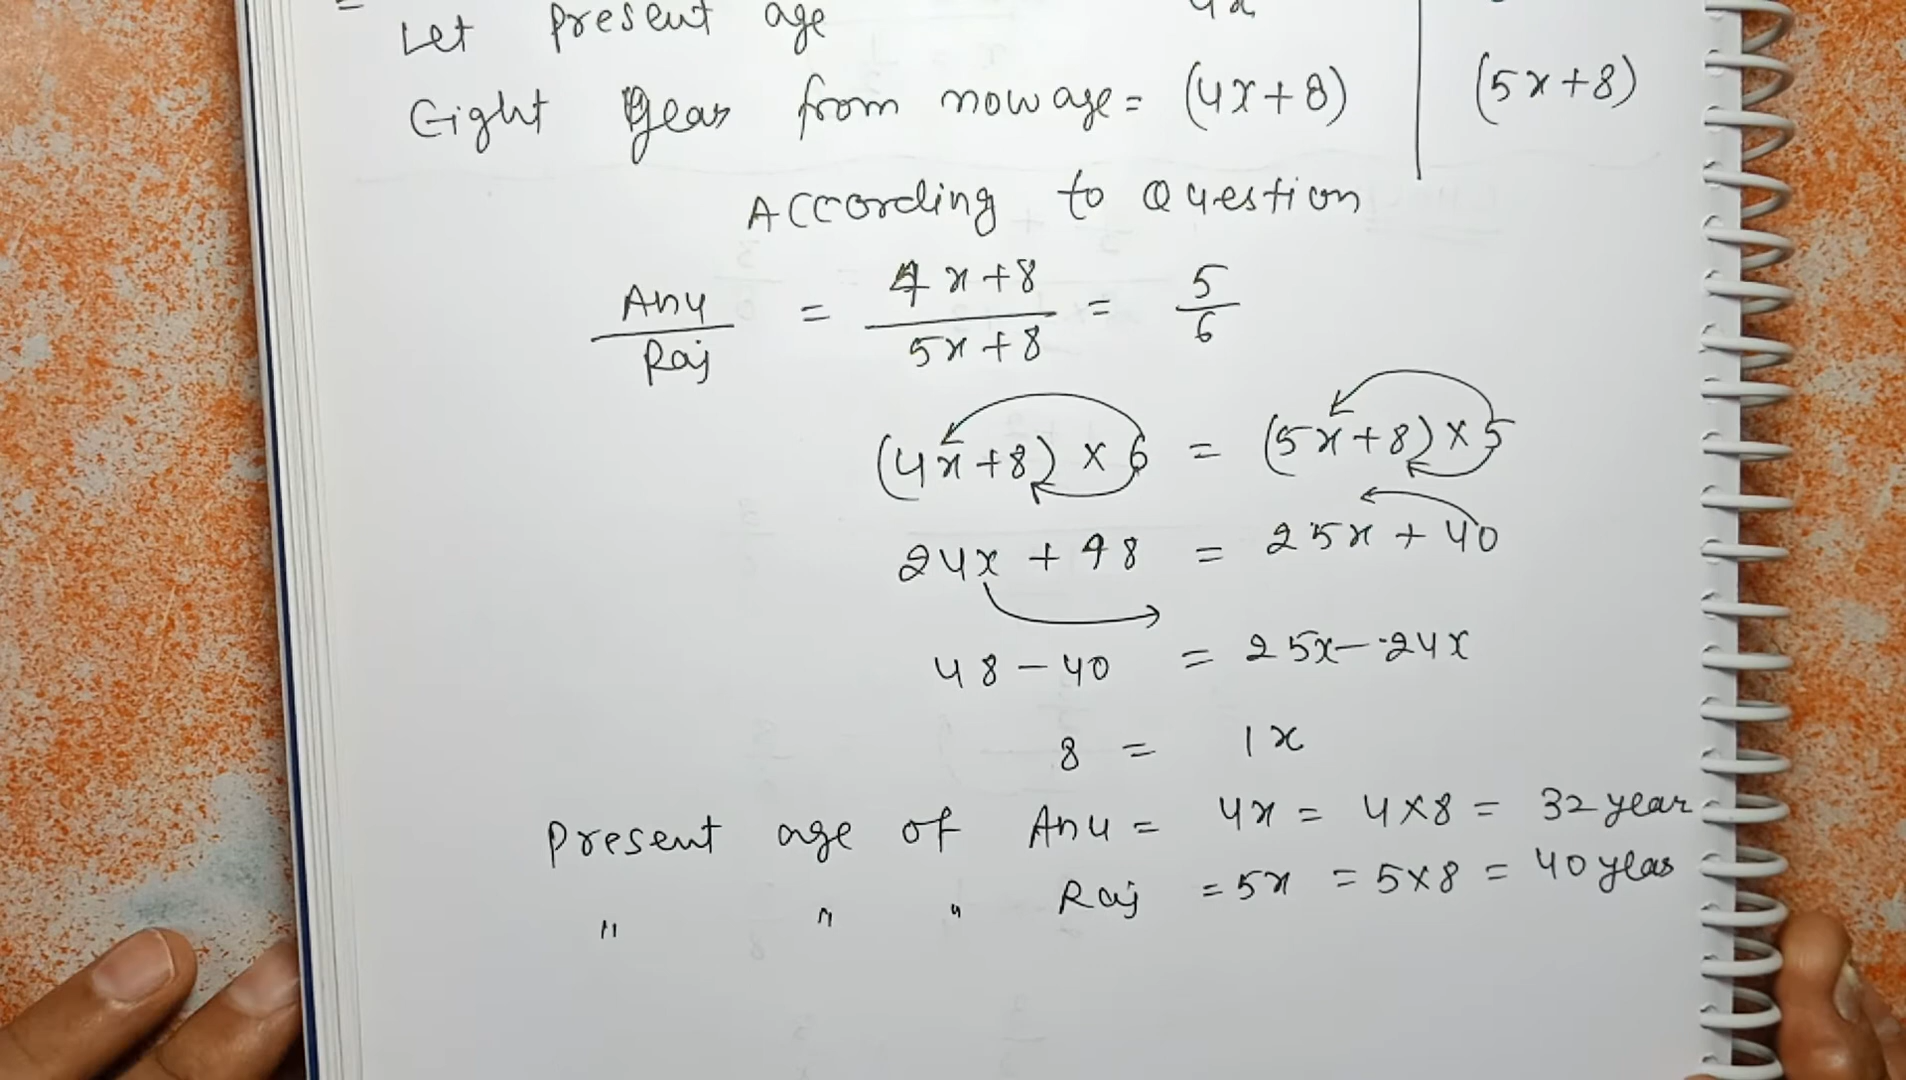 Let present age 4x
Eight year from now age = (4x+8) | (5x+8)
According to Question
Anu/Raj = (4x+8)/(5x+8) = 5/6
(4x+8) × 6 = (5x+8) × 5
24x + 48 = 25x + 40
48 - 40 = 25x - 24x
8 = 1x
Present age of Anu = 4x = 4×8 = 32 year
" " " Raj = 5x = 5×8 = 40 year